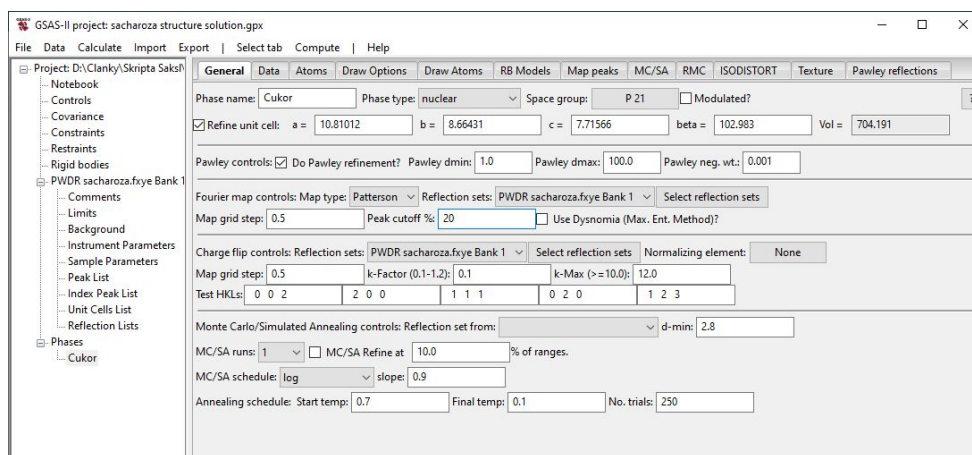 GSAS-II project: sacharoza structure solution.gpx
File Data Calculate Import Export | Select tab Compute | Help
Project: D:\Clanky\Skripta Saksl\
Notebook
Controls
Covariance
Constraints
Restraints
Rigid bodies
PWDR sacharoza.fxye Bank 1
Comments
Limits
Background
Instrument Parameters
Sample Parameters
Peak List
Index Peak List
Unit Cells List
Reflection Lists
Phases
Cukor
General Data Atoms Draw Options Draw Atoms RB Models Map peaks MC/SA RMC ISODISTORT Texture Pawley reflections
Phase name: Cukor Phase type: nuclear Space group: P 21 Modulated? ?
Refine unit cell: a = 10.81012 b = 8.66431 c = 7.71566 beta = 102.983 Vol = 704.191
Pawley controls: Do Pawley refinement? Pawley dmin: 1.0 Pawley dmax: 100.0 Pawley neg. wt.: 0.001
Fourier map controls: Map type: Patterson Reflection sets: PWDR sacharoza.fxye Bank 1 Select reflection sets
Map grid step: 0.5 Peak cutoff %: 20 Use Dysnomia (Max. Ent. Method)?
Charge flip controls: Reflection sets: PWDR sacharoza.fxye Bank 1 Select reflection sets Normalizing element: None
Map grid step: 0.5 k-Factor (0.1-1.2): 0.1 k-Max (>=10.0): 12.0
Test HKLs: 0 0 2 2 0 0 1 1 1 0 2 0 1 2 3
Monte Carlo/Simulated Annealing controls: Reflection set from: d-min: 2.8
MC/SA runs: 1 MC/SA Refine at 10.0 % of ranges.
MC/SA schedule: log slope: 0.9
Annealing schedule: Start temp: 0.7 Final temp: 0.1 No. trials: 250